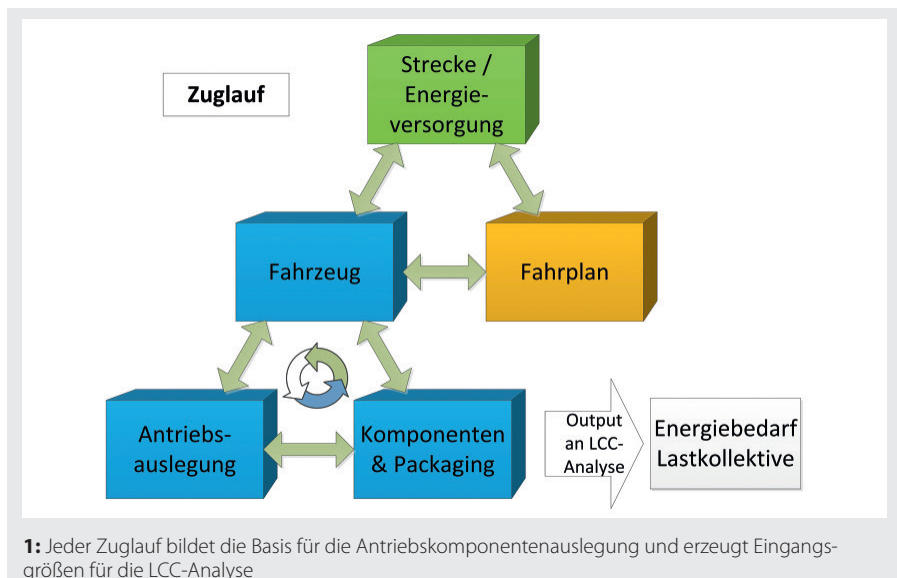 Zuglauf
Strecke /
Energie-
versorgung
Fahrzeug
Fahrplan
Antriebs-
auslegung
Komponenten
& Packaging
Output
an LCC-
Analyse
Energiebedarf
Lastkollektive
1: Jeder Zuglauf bildet die Basis für die Antriebskomponentenauslegung und erzeugt Eingangs-
größen für die LCC-Analyse